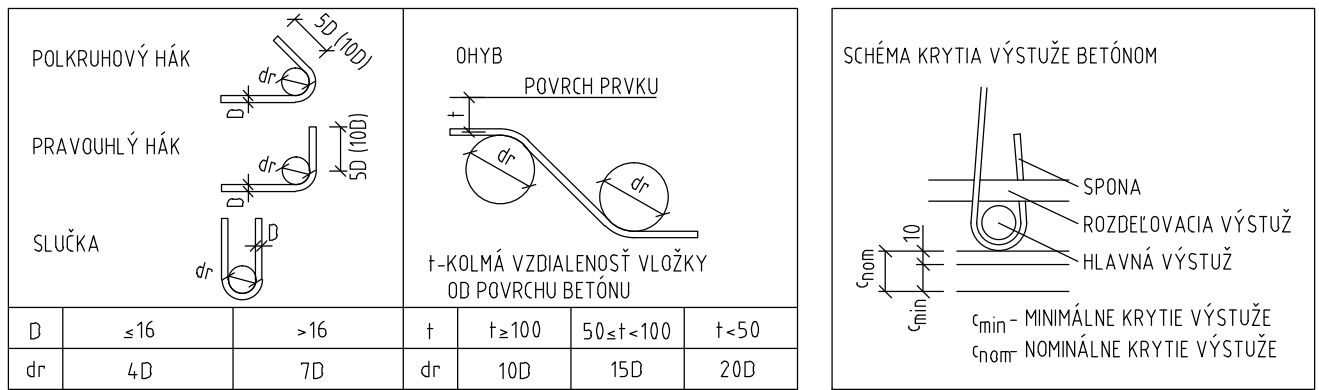 POLKRUHOVÝ HÁK
5D (10D)
dr
D
PRAVOUHLÝ HÁK
5D (10D)
dr
D
SLUČKA
D
dr
OHYB
POVRCH PRVKU
t
dr
dr
t-KOLMÁ VZDIALENOSŤ VLOŽKY
OD POVRCHU BETÓNU
D ≤16 >16 t t≥100 50≤t<100 t<50
dr 4D 7D dr 10D 15D 20D
SCHÉMA KRYTIA VÝSTUŽE BETÓNOM
SPONA
ROZDEĽOVACIA VÝSTUŽ
HLAVNÁ VÝSTUŽ
10
cnom
cmin
cmin- MINIMÁLNE KRYTIE VÝSTUŽE
cnom- NOMINÁLNE KRYTIE VÝSTUŽE